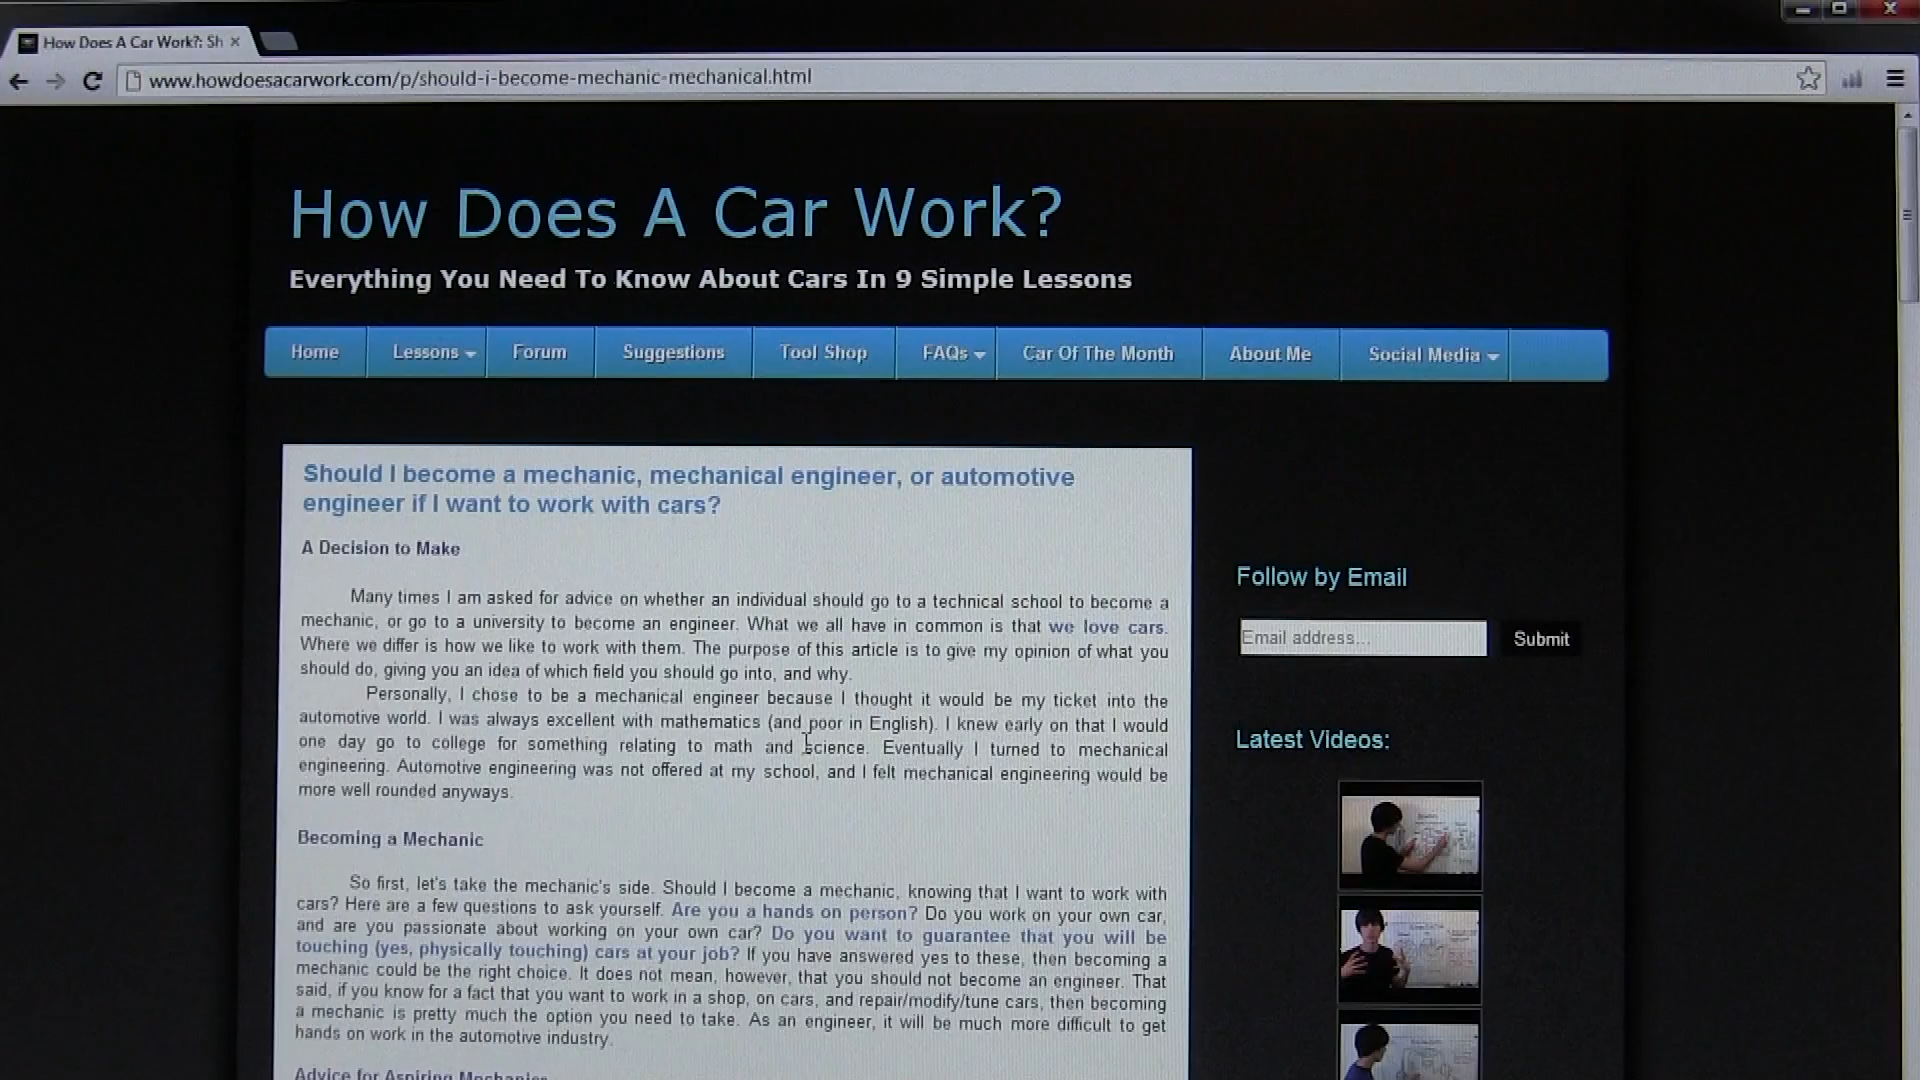 How Does A Car Work?: Sh
www.howdoesacarwork.com/p/should-i-become-mechanic-mechanical.html
How Does A Car Work?
Everything You Need To Know About Cars In 9 Simple Lessons
Home Lessons Forum Suggestions Tool Shop FAQs Car Of The Month About Me Social Media
Should I become a mechanic, mechanical engineer, or automotive
engineer if I want to work with cars?
A Decision to Make
Many times I am asked for advice on whether an individual should go to a technical school to become a
mechanic, or go to a university to become an engineer. What we all have in common is that we love cars.
Where we differ is how we like to work with them. The purpose of this article is to give my opinion of what you
should do, giving you an idea of which field you should go into, and why.
Personally, I chose to be a mechanical engineer because I thought it would be my ticket into the
automotive world. I was always excellent with mathematics (and poor in English). I knew early on that I would
one day go to college for something relating to math and science. Eventually I turned to mechanical
engineering. Automotive engineering was not offered at my school, and I felt mechanical engineering would be
more well rounded anyways.
Becoming a Mechanic
So first, let's take the mechanic's side. Should I become a mechanic, knowing that I want to work with
cars? Here are a few questions to ask yourself. Are you a hands on person? Do you work on your own car,
and are you passionate about working on your own car? Do you want to guarantee that you will be
touching (yes, physically touching) cars at your job? If you have answered yes to these, then becoming a
mechanic could be the right choice. It does not mean, however, that you should not become an engineer. That
said, if you know for a fact that you want to work in a shop, on cars, and repair/modify/tune cars, then becoming
a mechanic is pretty much the option you need to take. As an engineer, it will be much more difficult to get
hands on work in the automotive industry.
Advice for Aspiring Mechanics
Follow by Email
Email address...
Submit
Latest Videos: